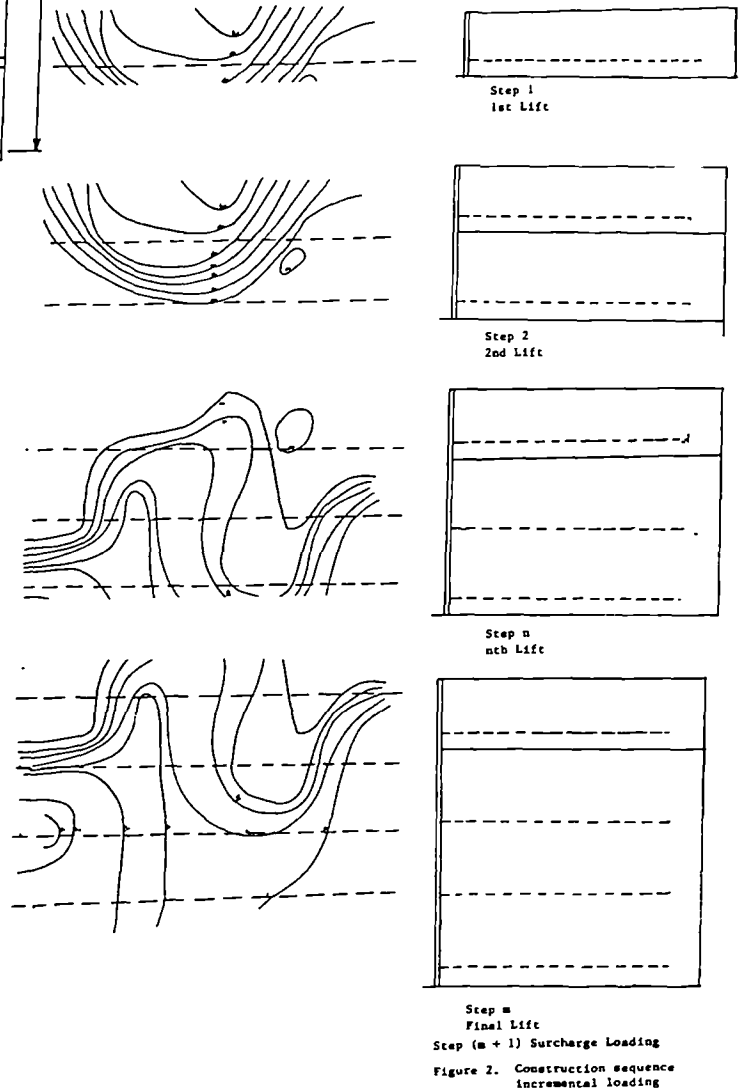 Step 1
1st Lift
Step 2
2nd Lift
Step n
nth Lift
Step m
Final Lift
Step (m + 1) Surcharge Loading
Figure 2. Construction sequence
incremental loading